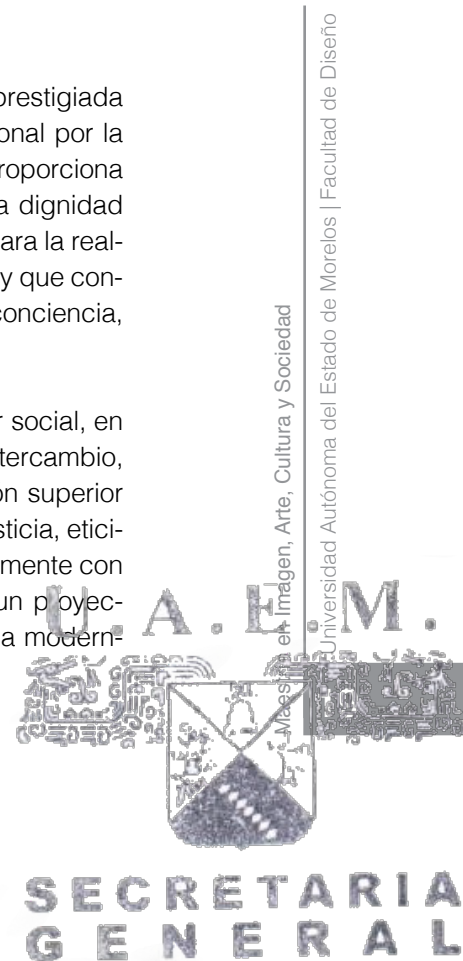 prestigiada
onal por la
roporciona
a dignidad
ara la real-
y que con-
conciencia,
r social, en
tercambio,
ón superior
sticia, etici-
mente con
un proyec-
a modern-
Maestría en Imagen, Arte, Cultura y Sociedad
Universidad Autónoma del Estado de Morelos | Facultad de Diseño
U. A. E. M.
SECRETARIA
GENERAL